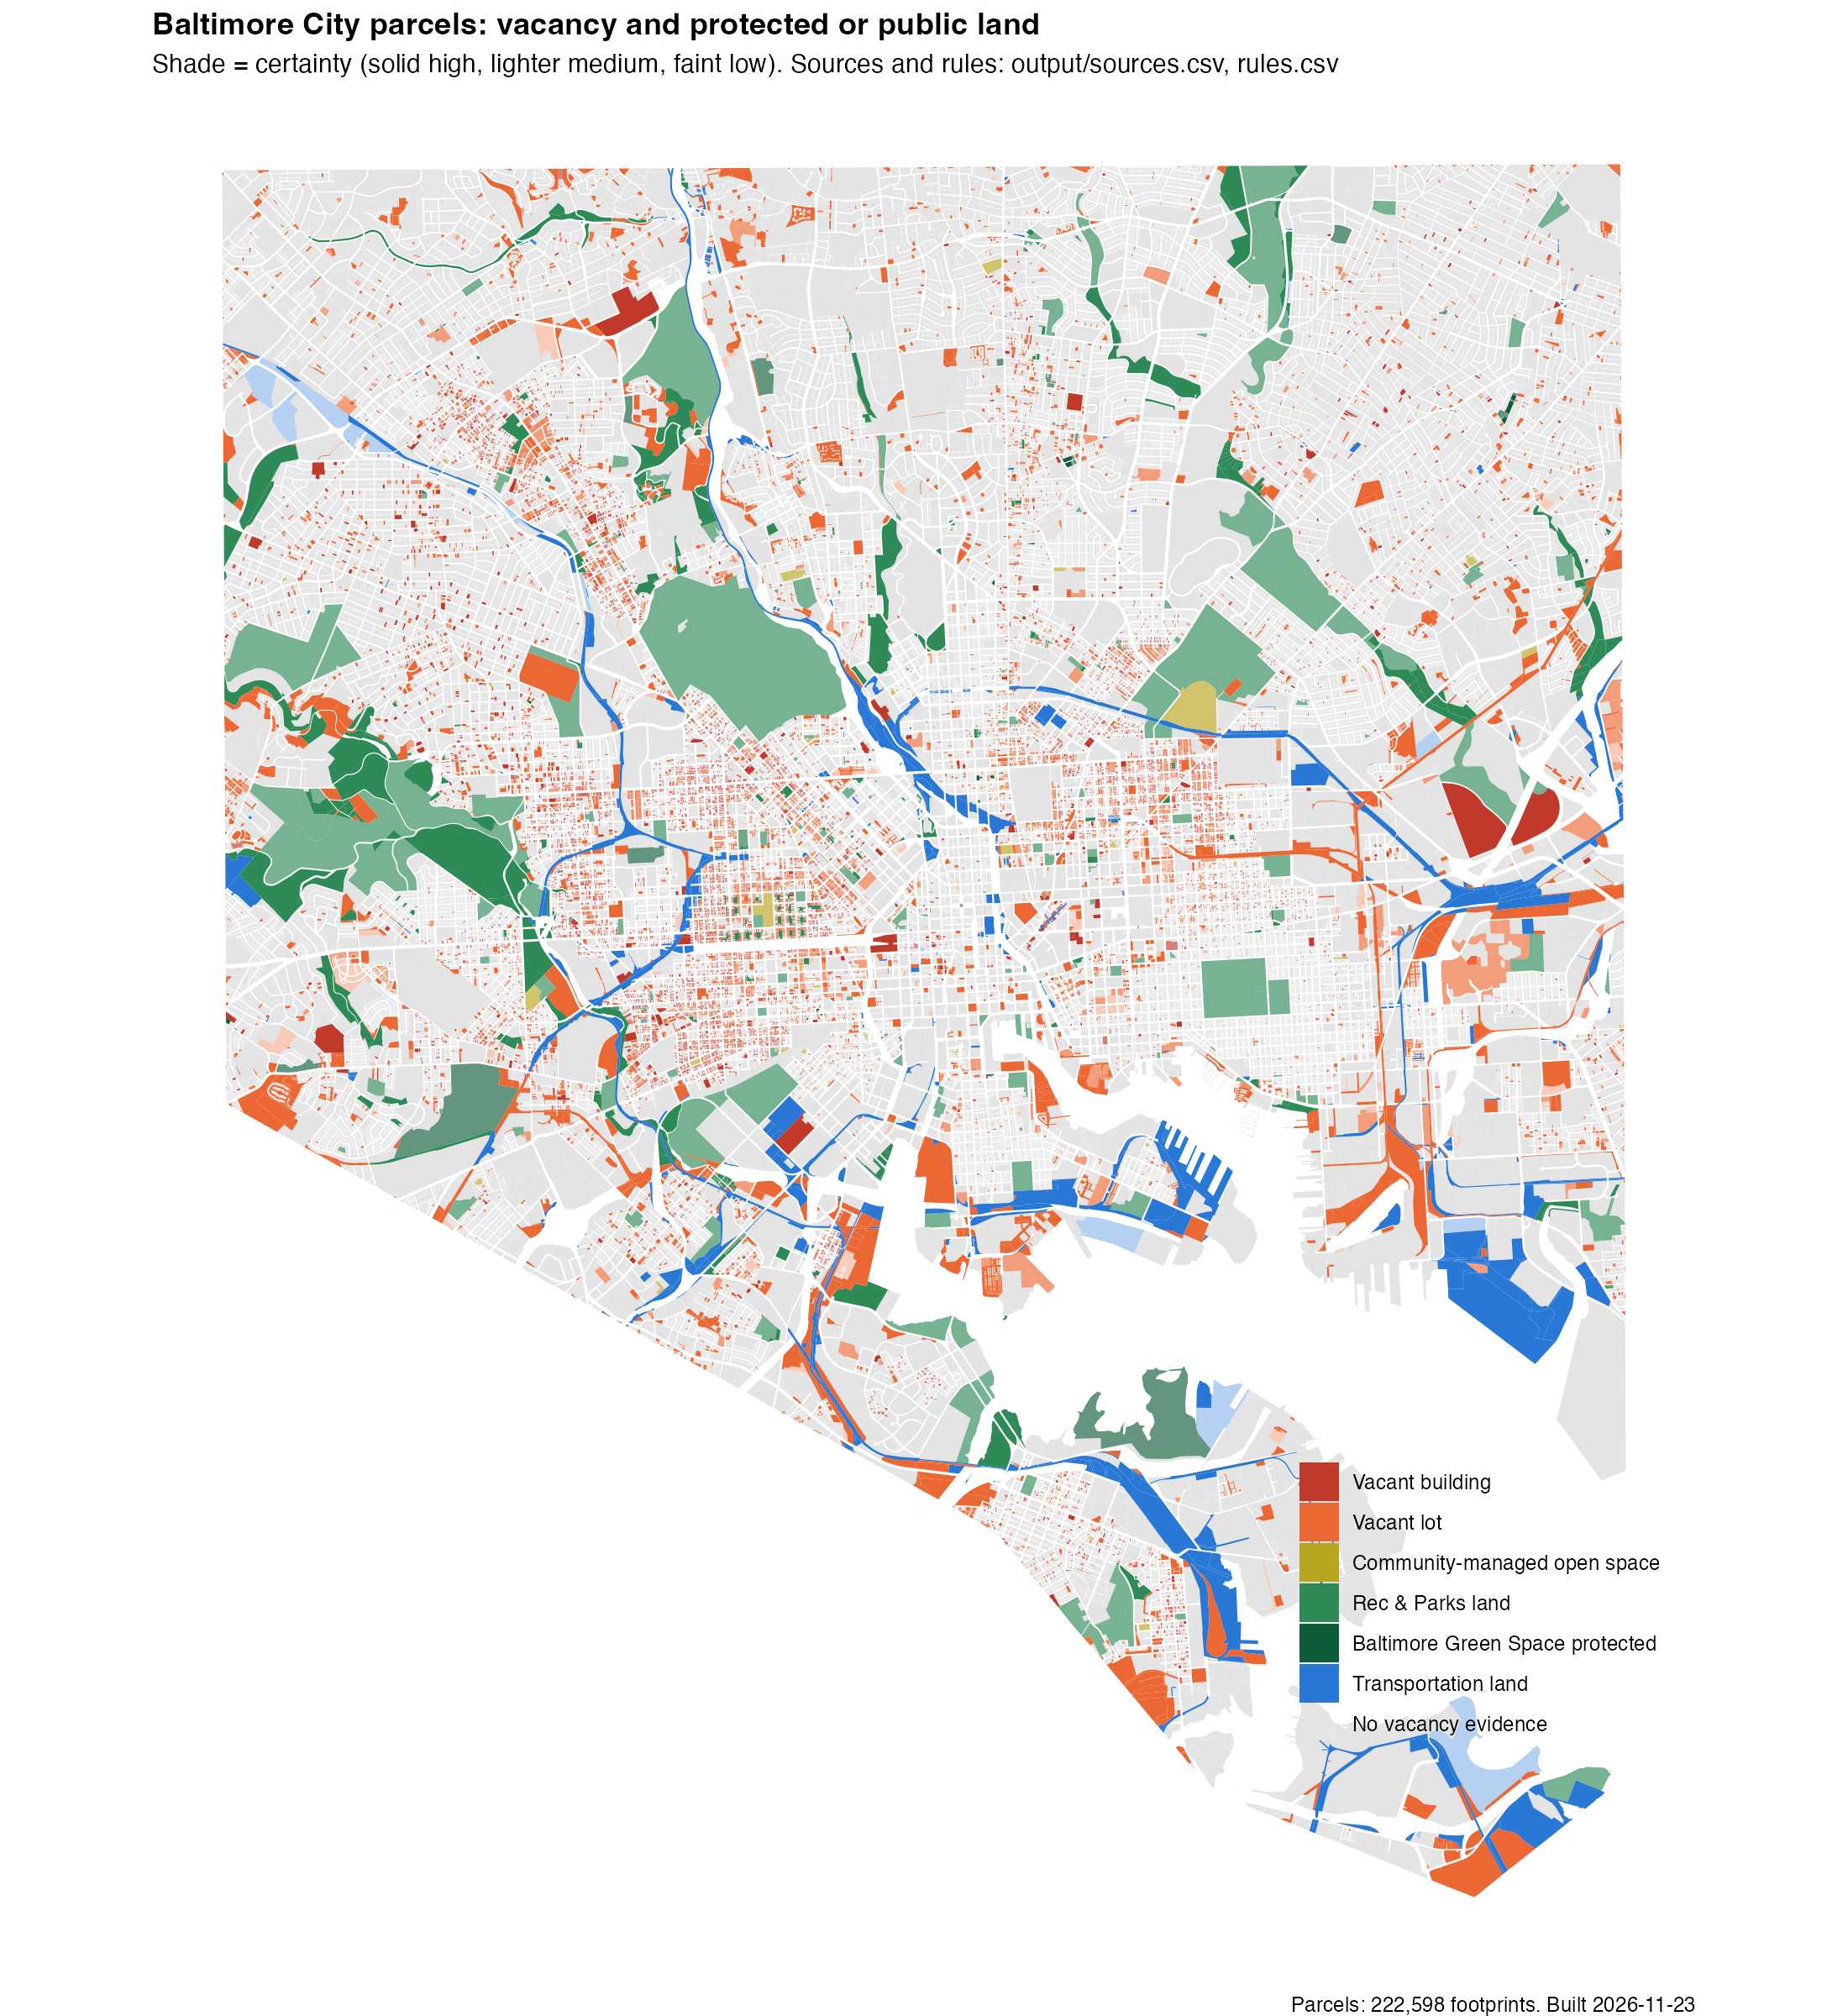 Baltimore City parcels: vacancy and protected or public land
Shade = certainty (solid high, lighter medium, faint low). Sources and rules: output/sources.csv, rules.csv
Vacant building
Vacant lot
Community-managed open space
Rec & Parks land
Baltimore Green Space protected
Transportation land
No vacancy evidence
Parcels: 222,598 footprints. Built 2026-11-23